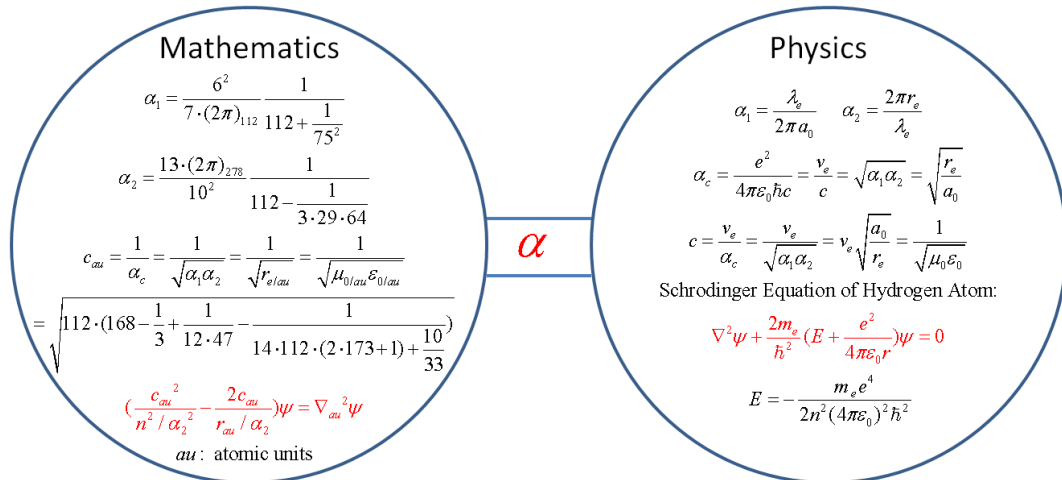 Mathematics
α₁ = 6²/(7·(2π)₁₁₂) 1/(112 + 1/75²)
α₂ = 13·(2π)₂₇₈/10² 1/(112 − 1/(3·29·64))
c_au = 1/α_c = 1/√(α₁α₂) = 1/√(r_e/au) = 1/√(μ_0/au ε_0/au)
= √(112·(168 − 1/3 + 1/(12·47) − 1/(14·112·(2·173+1) + 10/33)))
(c_au²/(n²/α₂²) − 2c_au/(r_au/α₂))ψ = ∇_au²ψ
au : atomic units
α
Physics
α₁ = λ_e/(2πa₀) α₂ = 2πr_e/λ_e
α_c = e²/(4πε₀ħc) = v_e/c = √(α₁α₂) = √(r_e/a₀)
c = v_e/α_c = v_e/√(α₁α₂) = v_e√(a₀/r_e) = 1/√(μ₀ε₀)
Schrodinger Equation of Hydrogen Atom:
∇²ψ + 2m_e/ħ² (E + e²/(4πε₀r))ψ = 0
E = − m_e e⁴/(2n²(4πε₀)²ħ²)